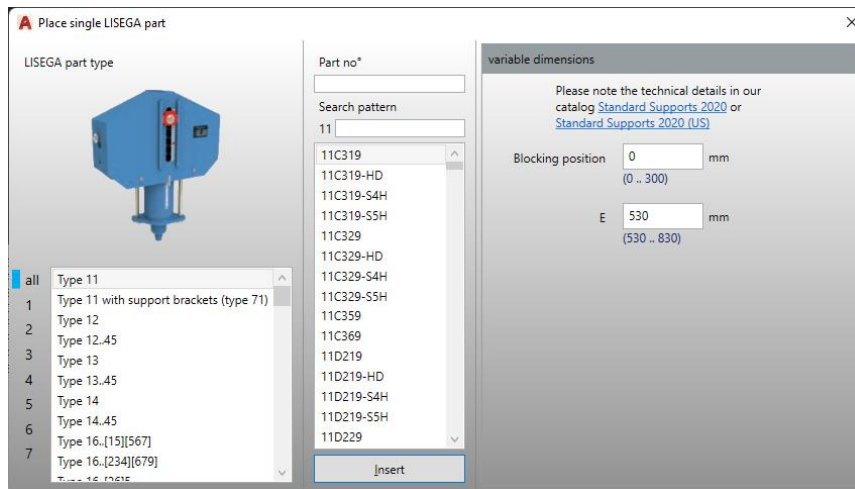 Place single LISEGA part
LISEGA part type
all
1
2
3
4
5
6
7
Type 11
Type 11 with support brackets (type 71)
Type 12
Type 12..45
Type 13
Type 13..45
Type 14
Type 14..45
Type 16..[15][567]
Type 16..[234][679]
Type 16..[26]5
Part no°
Search pattern
11
11C319
11C319-HD
11C319-S4H
11C319-S5H
11C329
11C329-HD
11C329-S4H
11C329-S5H
11C359
11C369
11D219
11D219-HD
11D219-S4H
11D219-S5H
11D229
Insert
variable dimensions
Please note the technical details in our
catalog Standard Supports 2020 or
Standard Supports 2020 (US)
Blocking position 0 mm
(0 .. 300)
E 530 mm
(530 .. 830)